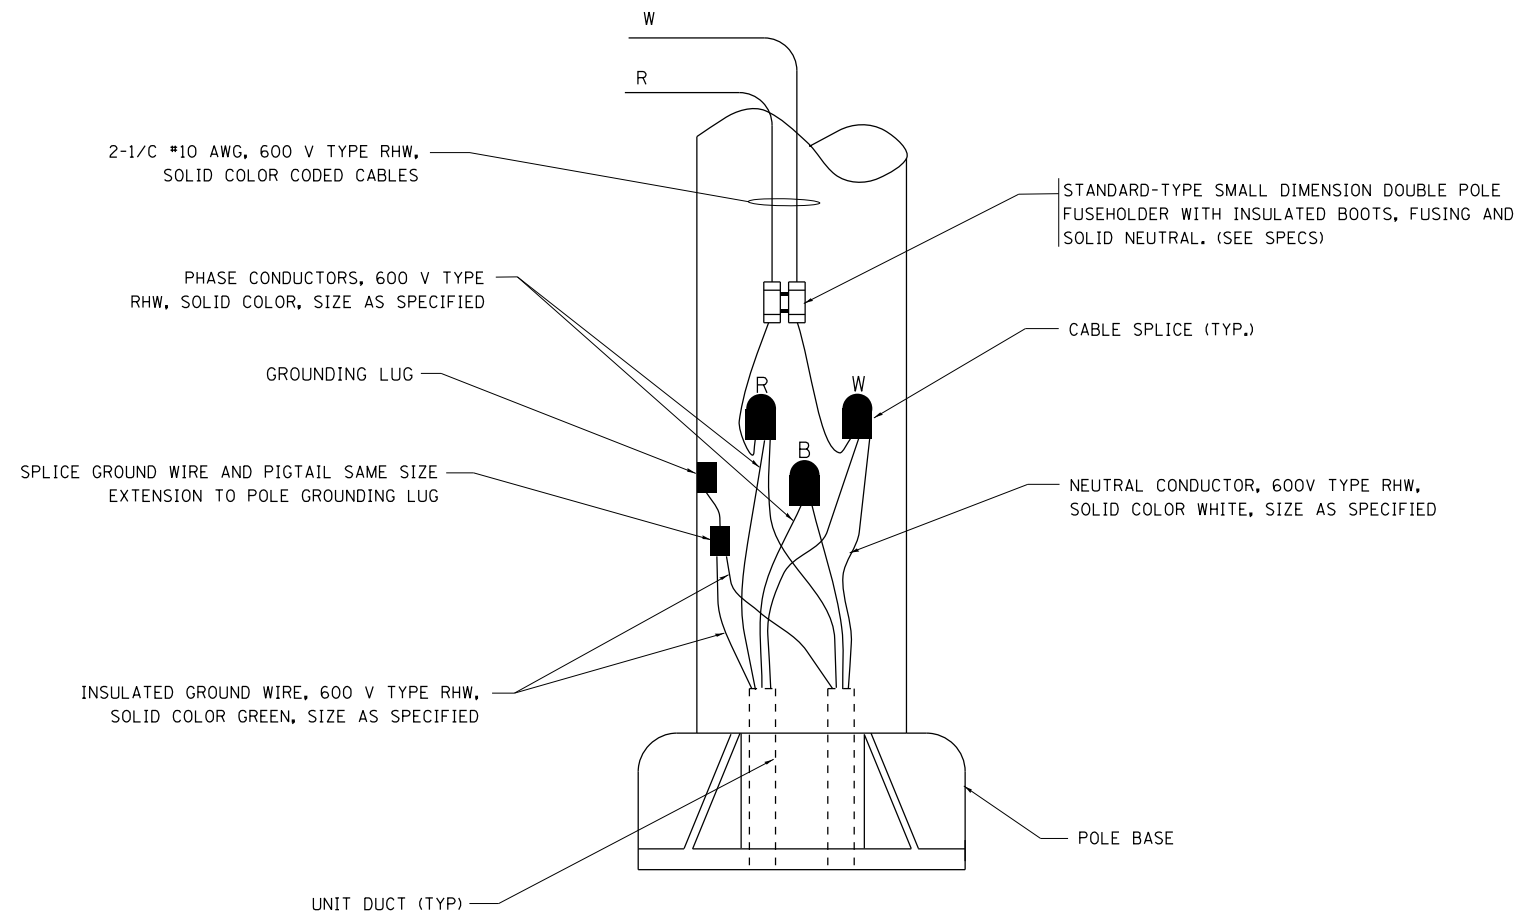 W
R
2-1/C #10 AWG, 600 V TYPE RHW,
SOLID COLOR CODED CABLES
STANDARD-TYPE SMALL DIMENSION DOUBLE POLE
FUSEHOLDER WITH INSULATED BOOTS, FUSING AND
SOLID NEUTRAL. (SEE SPECS)
PHASE CONDUCTORS, 600 V TYPE
RHW, SOLID COLOR, SIZE AS SPECIFIED
CABLE SPLICE (TYP.)
GROUNDING LUG
R
W
B
SPLICE GROUND WIRE AND PIGTAIL SAME SIZE
EXTENSION TO POLE GROUNDING LUG
NEUTRAL CONDUCTOR, 600V TYPE RHW,
SOLID COLOR WHITE, SIZE AS SPECIFIED
INSULATED GROUND WIRE, 600 V TYPE RHW,
SOLID COLOR GREEN, SIZE AS SPECIFIED
POLE BASE
UNIT DUCT (TYP)